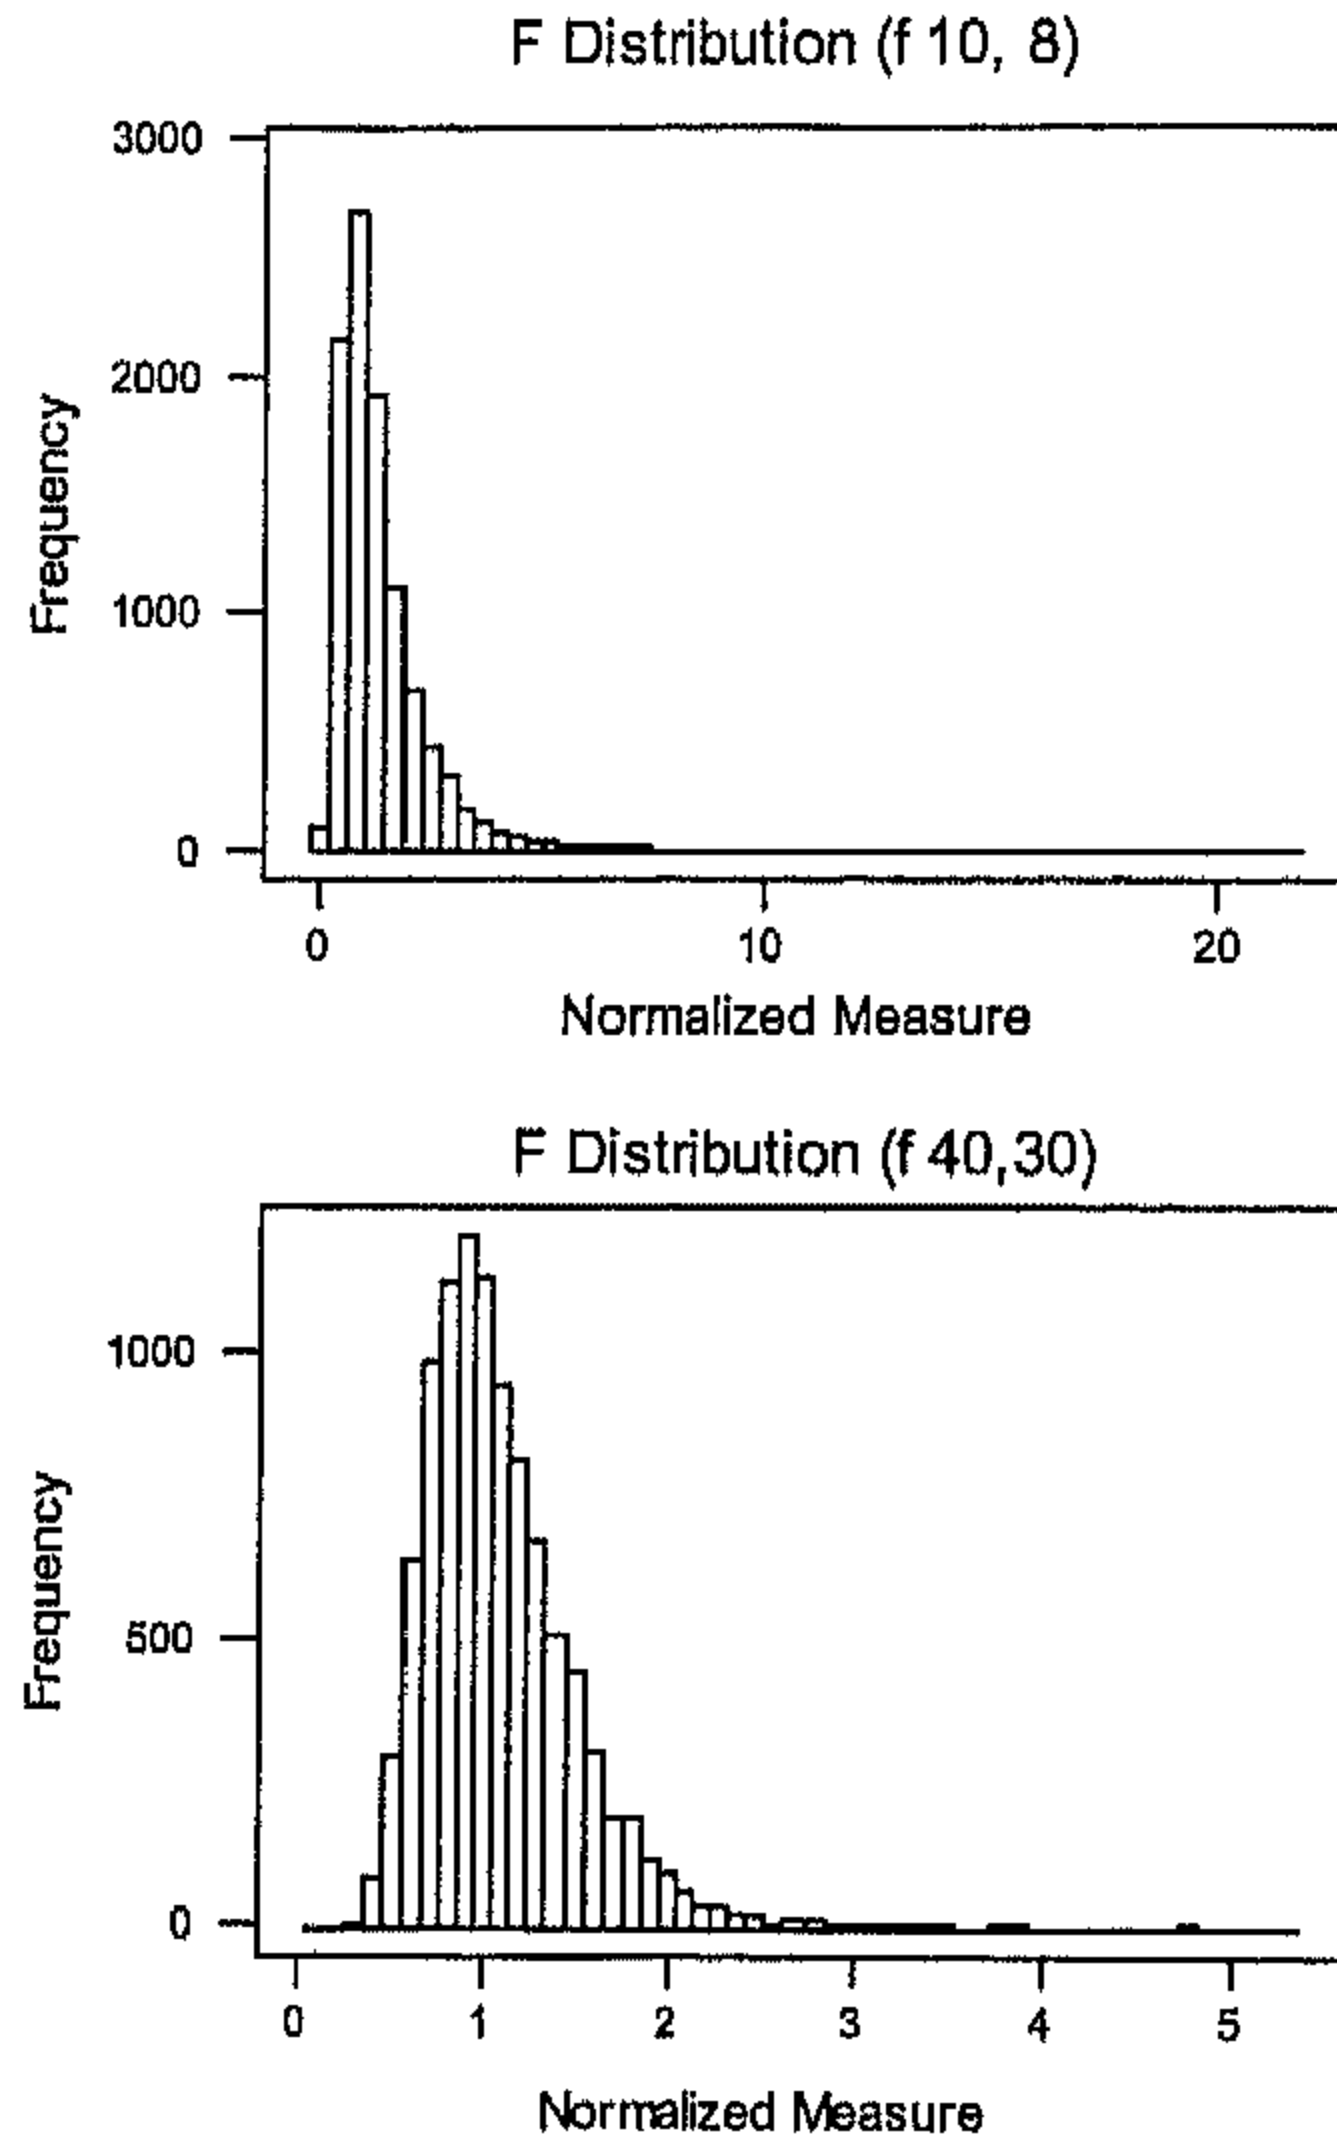 F Distribution (f 10, 8)
3000
2000
1000
0
Frequency
0 10 20
Normalized Measure
F Distribution (f 40,30)
1000
500
0
Frequency
0 1 2 3 4 5
Normalized Measure